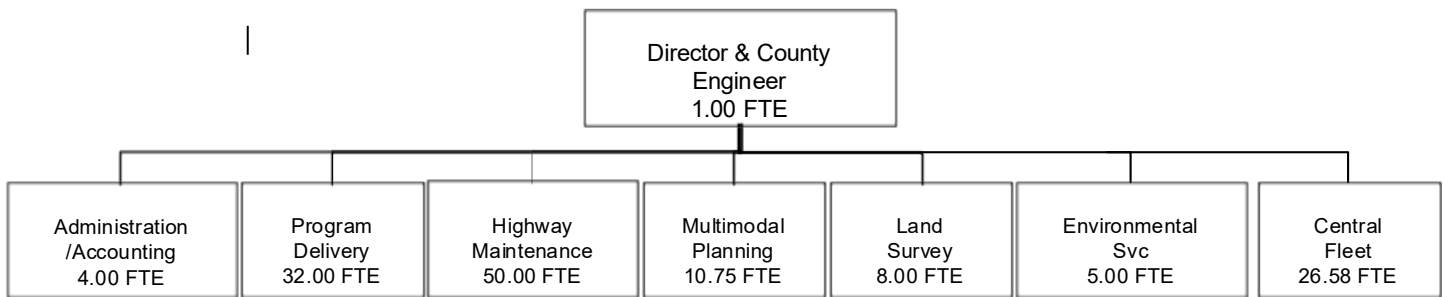 Director & County
Engineer
1.00 FTE
Administration
/Accounting
4.00 FTE
Program
Delivery
32.00 FTE
Highway
Maintenance
50.00 FTE
Multimodal
Planning
10.75 FTE
Land
Survey
8.00 FTE
Environmental
Svc
5.00 FTE
Central
Fleet
26.58 FTE